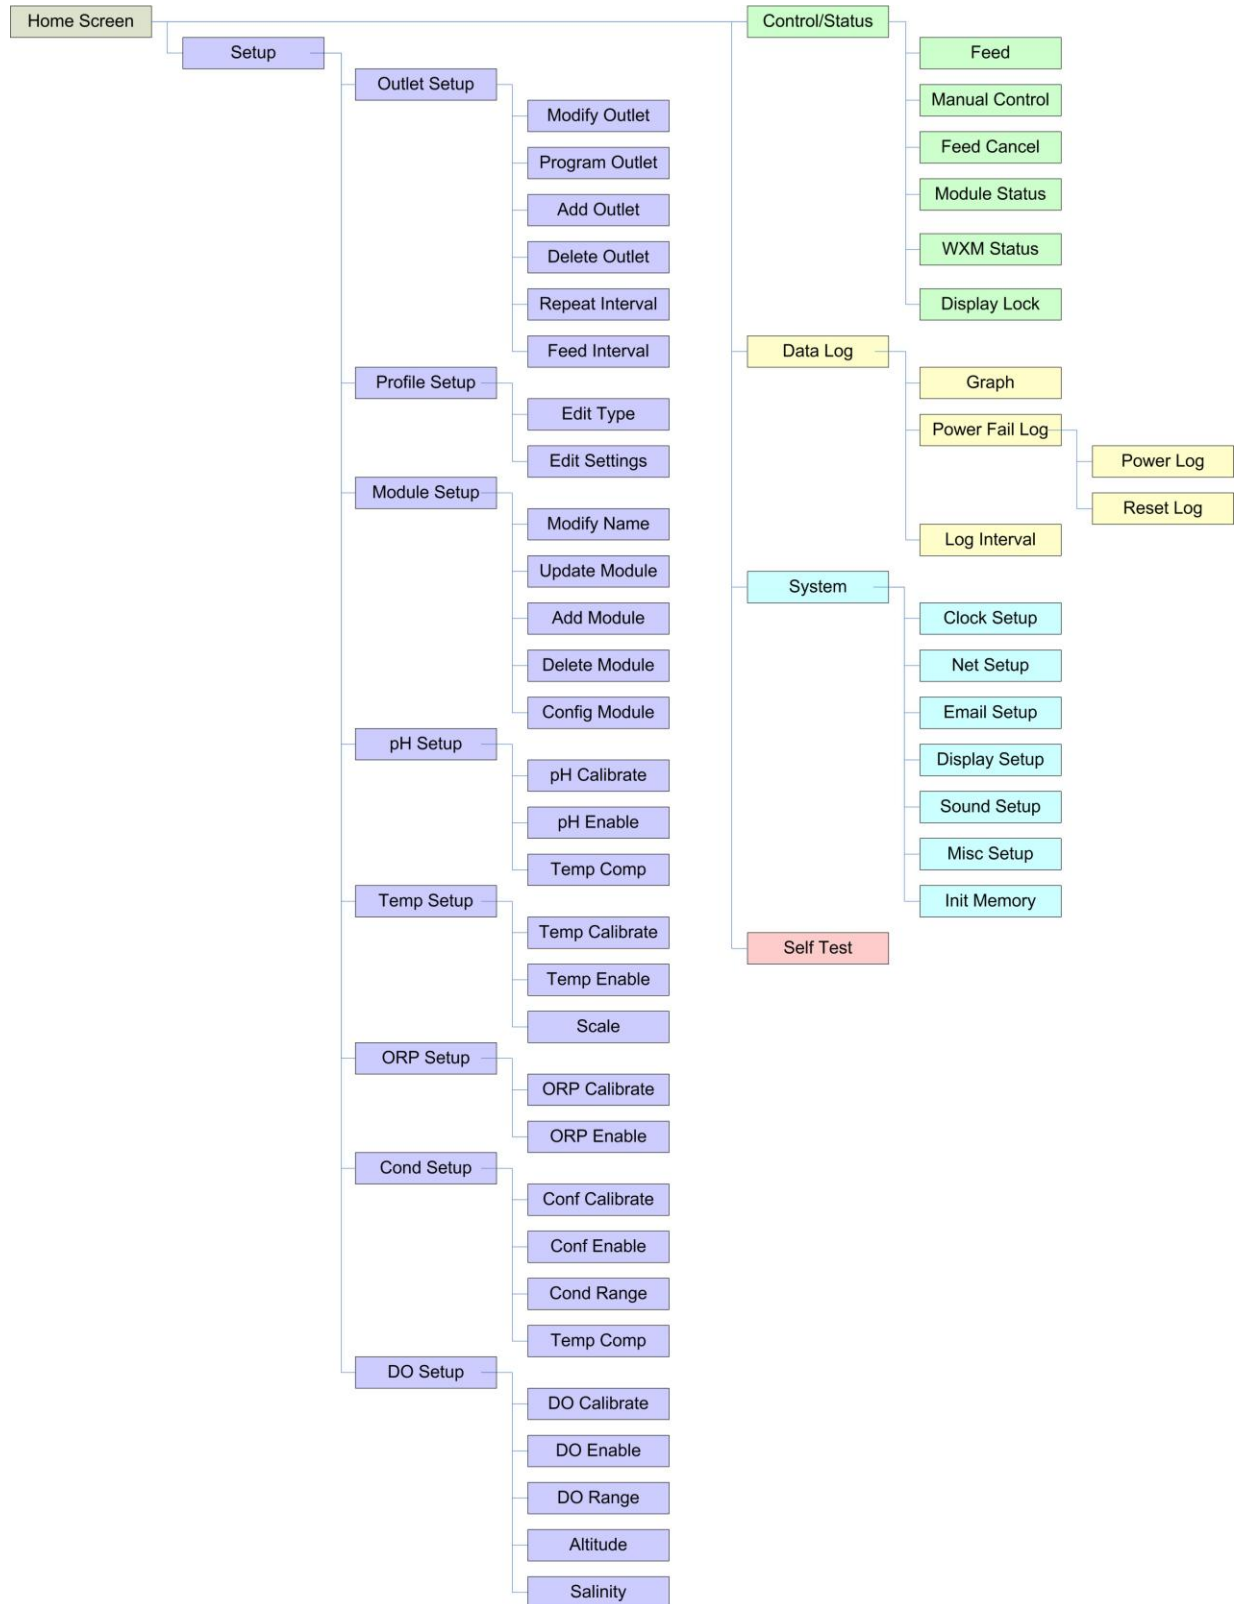 Home Screen
Setup
Outlet Setup
Modify Outlet
Program Outlet
Add Outlet
Delete Outlet
Repeat Interval
Feed Interval
Profile Setup
Edit Type
Edit Settings
Module Setup
Modify Name
Update Module
Add Module
Delete Module
Config Module
pH Setup
pH Calibrate
pH Enable
Temp Comp
Temp Setup
Temp Calibrate
Temp Enable
Scale
ORP Setup
ORP Calibrate
ORP Enable
Cond Setup
Conf Calibrate
Conf Enable
Cond Range
Temp Comp
DO Setup
DO Calibrate
DO Enable
DO Range
Altitude
Salinity
Control/Status
Feed
Manual Control
Feed Cancel
Module Status
WXM Status
Display Lock
Data Log
Graph
Power Fail Log
Power Log
Reset Log
Log Interval
System
Clock Setup
Net Setup
Email Setup
Display Setup
Sound Setup
Misc Setup
Init Memory
Self Test